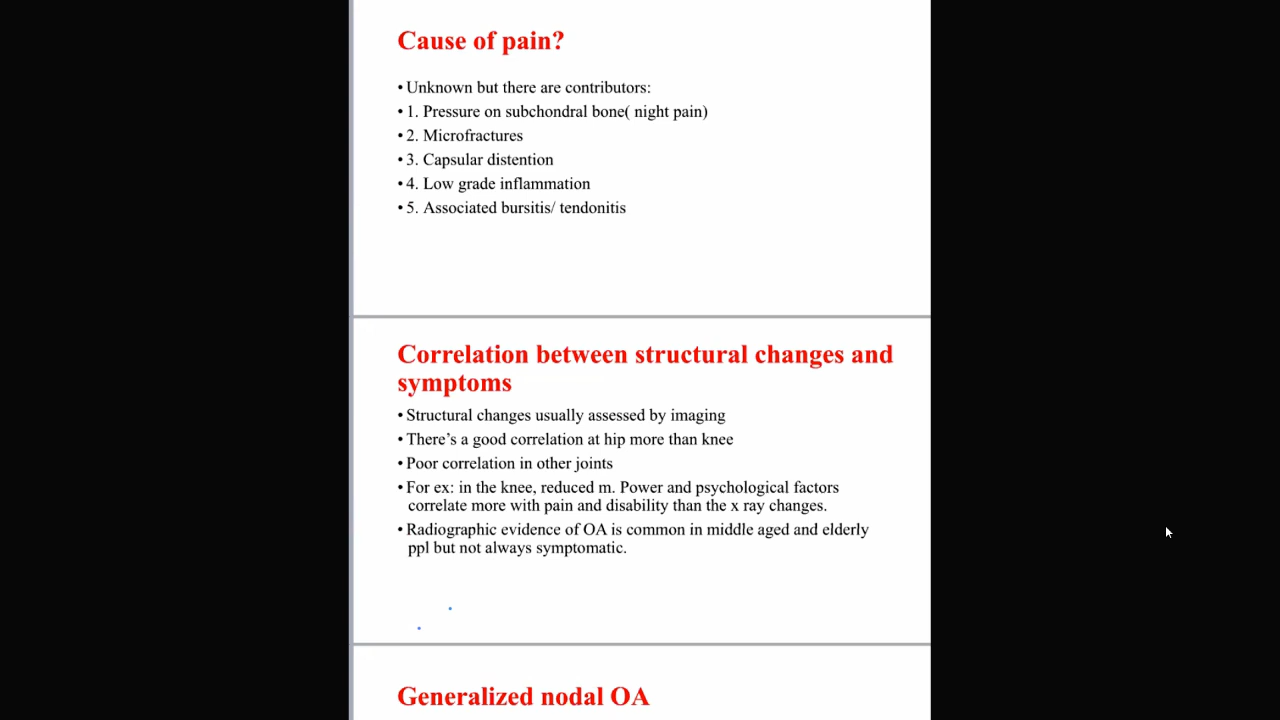 Cause of pain?
• Unknown but there are contributors:
• 1. Pressure on subchondral bone( night pain)
• 2. Microfractures
• 3. Capsular distention
• 4. Low grade inflammation
• 5. Associated bursitis/ tendonitis
Correlation between structural changes and
symptoms
• Structural changes usually assessed by imaging
• There’s a good correlation at hip more than knee
• Poor correlation in other joints
• For ex: in the knee, reduced m. Power and psychological factors
correlate more with pain and disability than the x ray changes.
• Radiographic evidence of OA is common in middle aged and elderly
ppl but not always symptomatic.
Generalized nodal OA